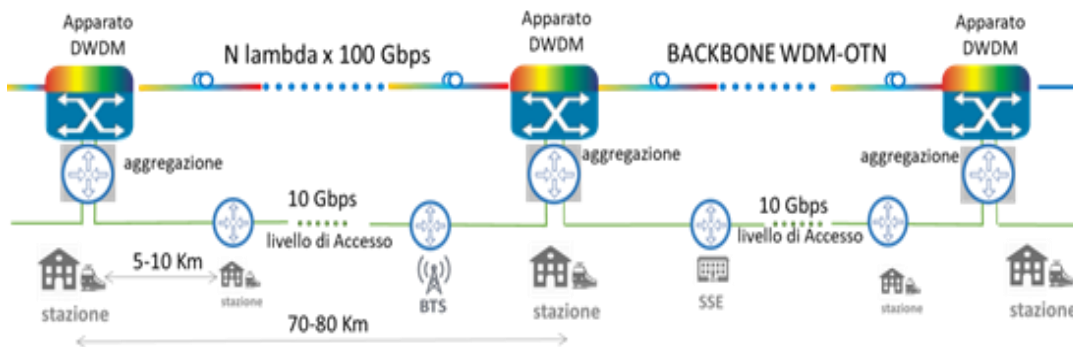 Apparato
DWDM
N lambda x 100 Gbps
Apparato
DWDM
BACKBONE WDM-OTN
Apparato
DWDM
aggregazione
aggregazione
aggregazione
10 Gbps
livello di Accesso
10 Gbps
livello di Accesso
5-10 Km
stazione
stazione
BTS
stazione
SSE
stazione
stazione
70-80 Km